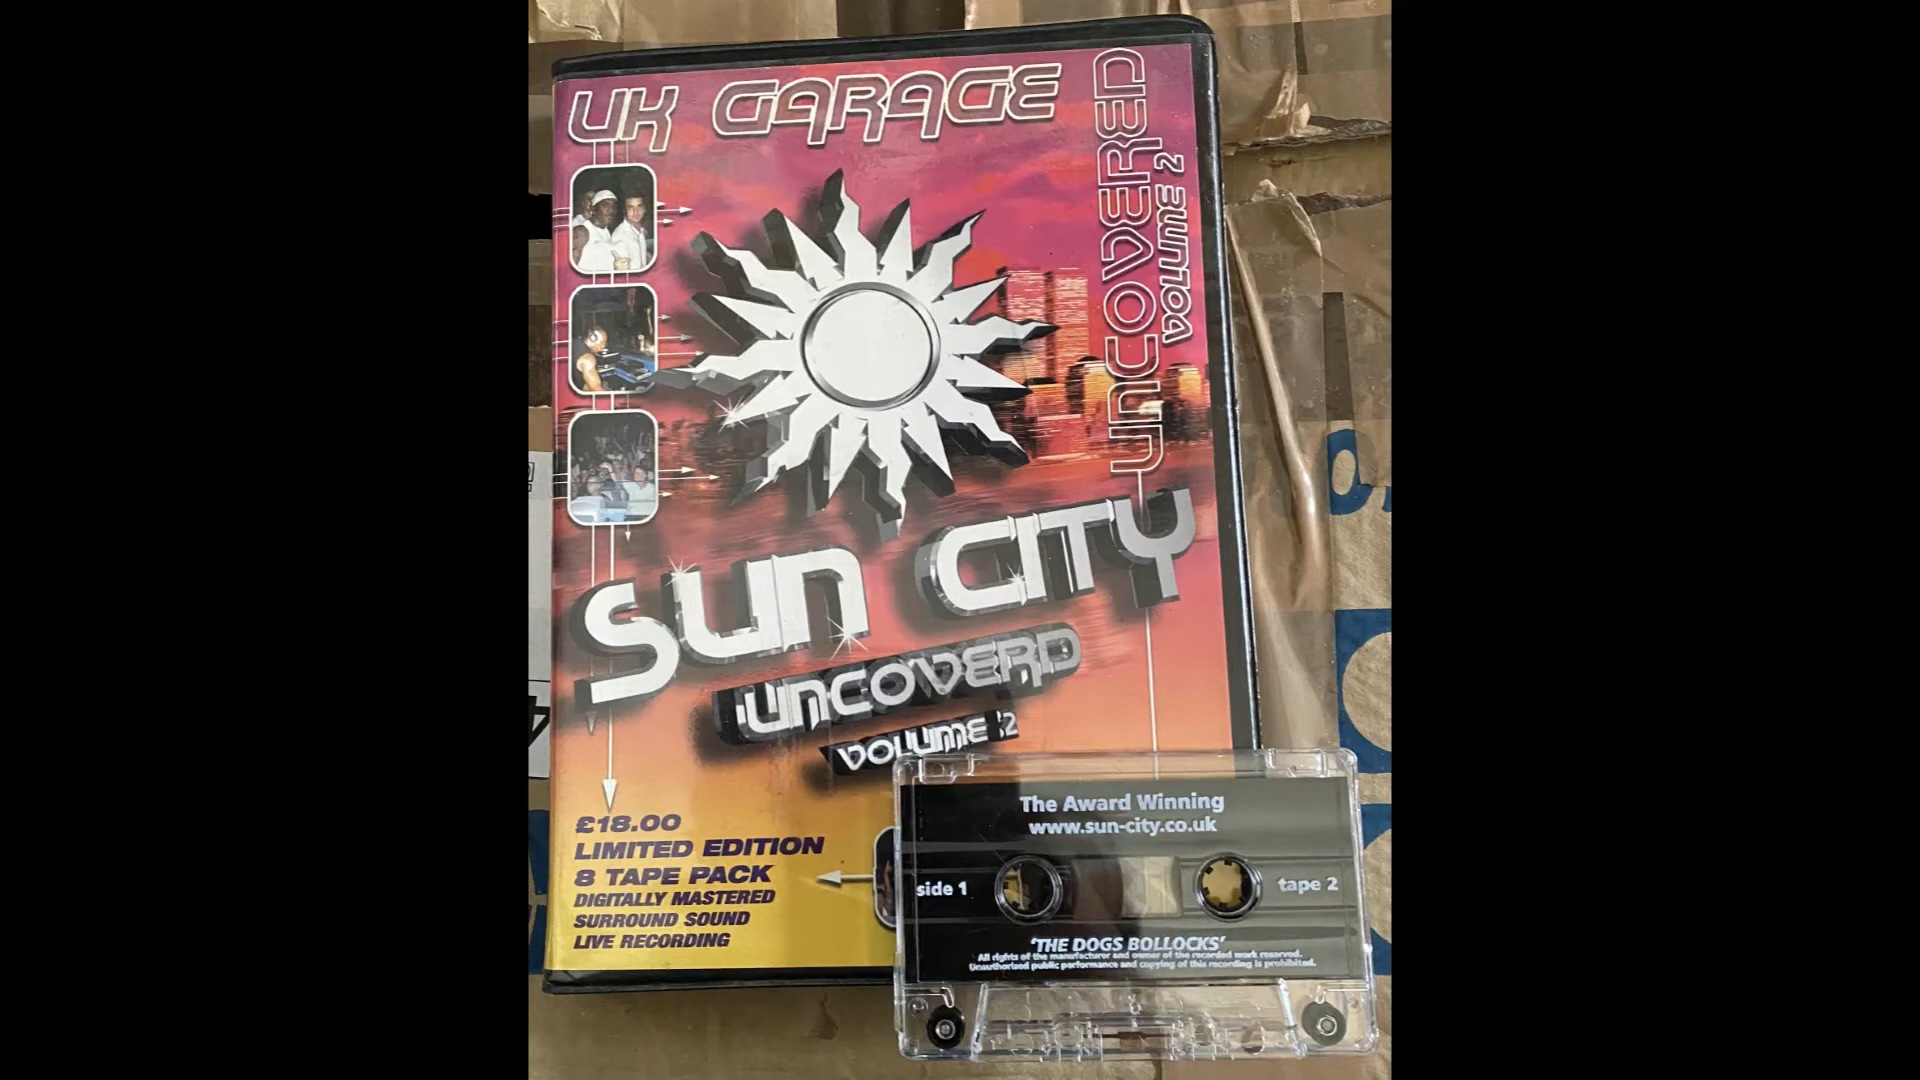 UK GARAGE
UNCOVERED
VOLUME 2
SUN CITY
UNCOVERD
VOLUME 2
£18.00
LIMITED EDITION
8 TAPE PACK
DIGITALLY MASTERED
SURROUND SOUND
LIVE RECORDING
The Award Winning
www.sun-city.co.uk
side 1
tape 2
'THE DOGS BOLLOCKS'
All rights of the manufacturer and owner of the recorded work reserved.
Unauthorised public performance and copying of this recording is prohibited.